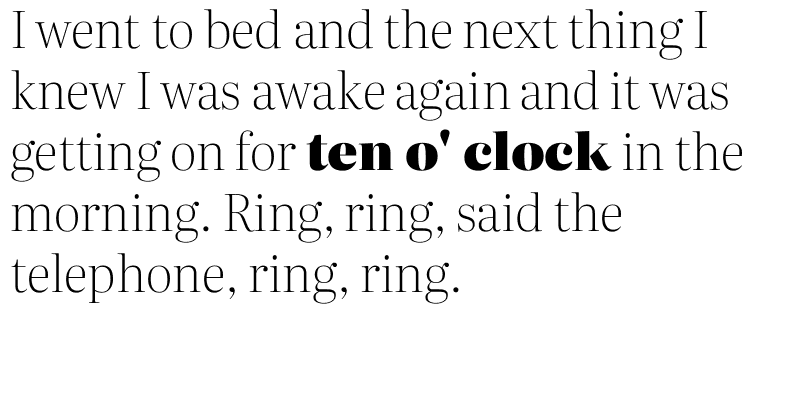 I went to bed and the next thing I
knew I was awake again and it was
getting on for ten o' clock in the
morning. Ring, ring, said the
telephone, ring, ring.